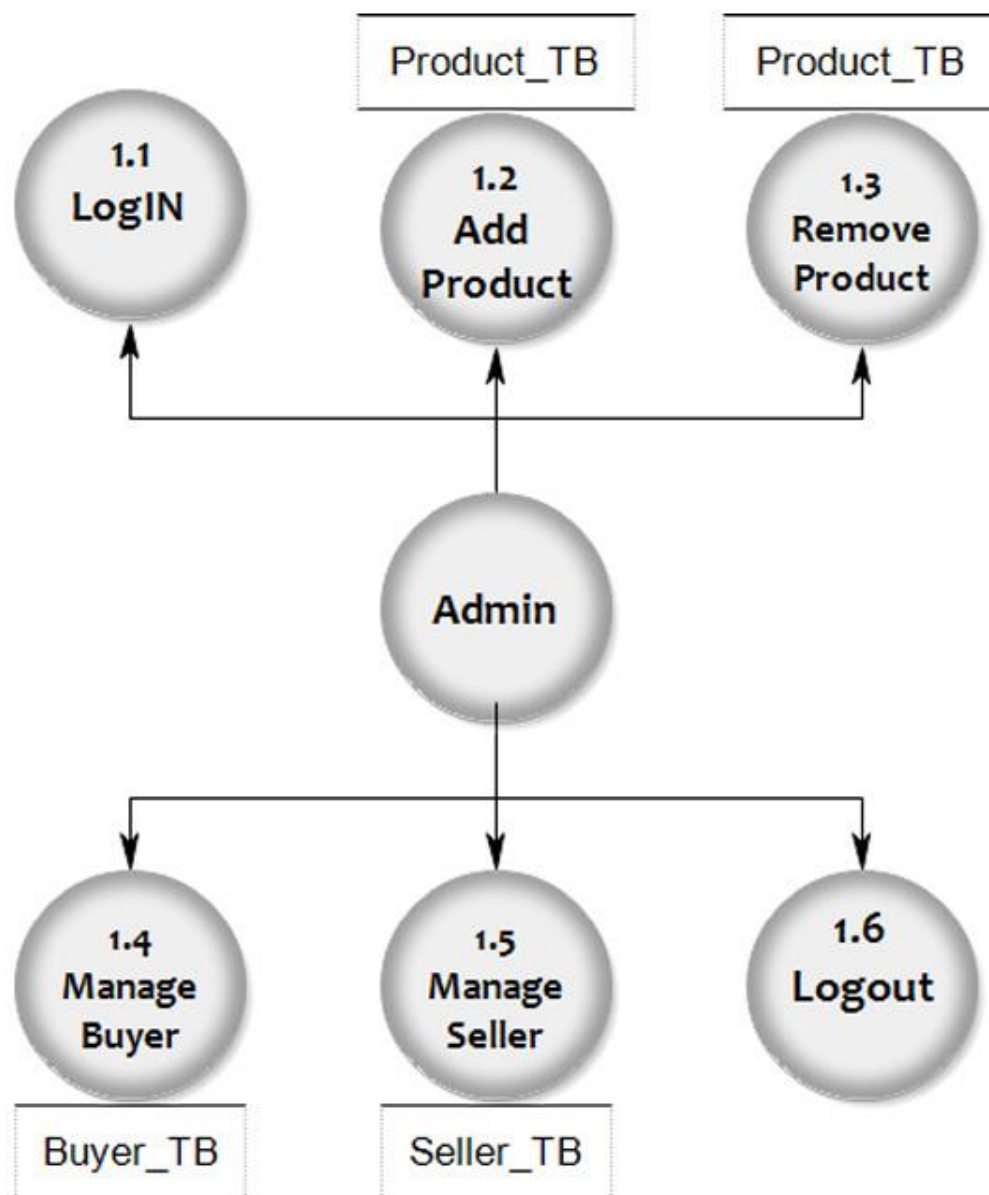 Product_TB
Product_TB
1.1
LogIN
1.2
Add
Product
1.3
Remove
Product
Admin
1.4
Manage
Buyer
1.5
Manage
Seller
1.6
Logout
Buyer_TB
Seller_TB